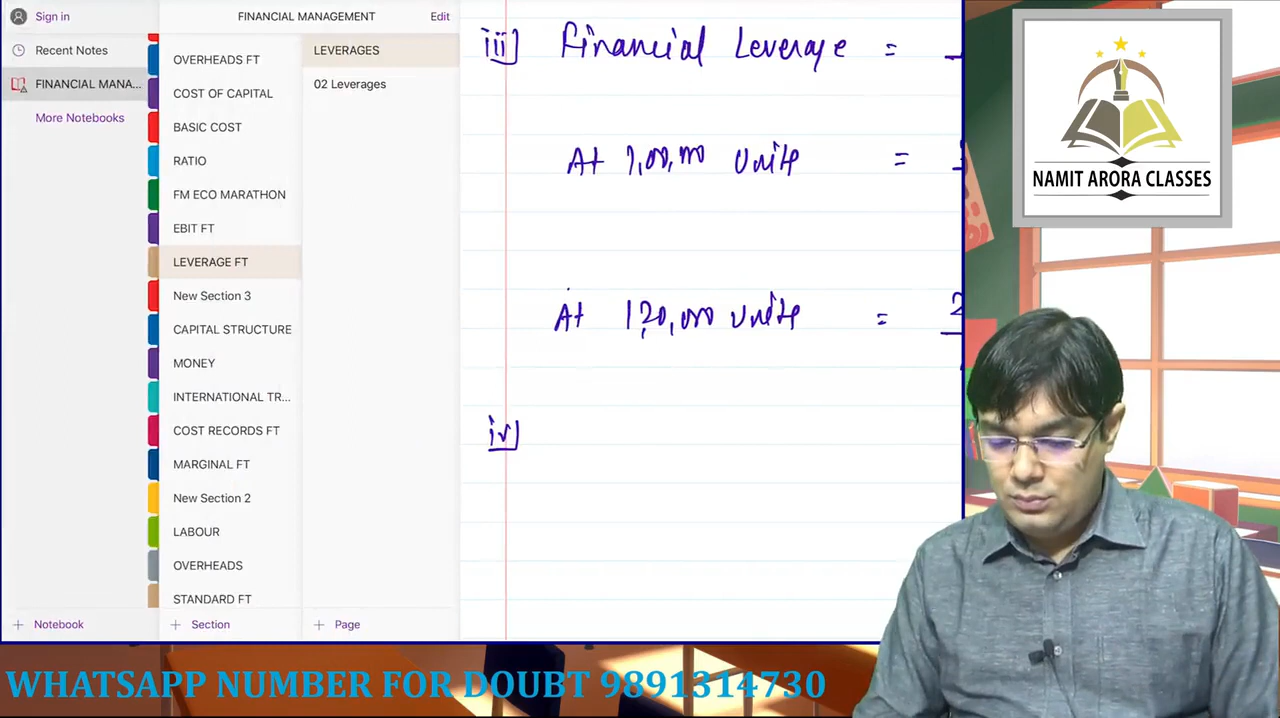 Sign in
FINANCIAL MANAGEMENT
Edit
Recent Notes
FINANCIAL MANA...
More Notebooks
OVERHEADS FT
COST OF CAPITAL
BASIC COST
RATIO
FM ECO MARATHON
EBIT FT
LEVERAGE FT
New Section 3
CAPITAL STRUCTURE
MONEY
INTERNATIONAL TR...
COST RECORDS FT
MARGINAL FT
New Section 2
LABOUR
OVERHEADS
STANDARD FT
LEVERAGES
02 Leverages
+ Notebook
+ Section
+ Page
iii] Financial Leverage =
At 1,00,000 Units =
At 1,20,000 Units = 2
iv]
NAMIT ARORA CLASSES
WHATSAPP NUMBER FOR DOUBT 9891314730